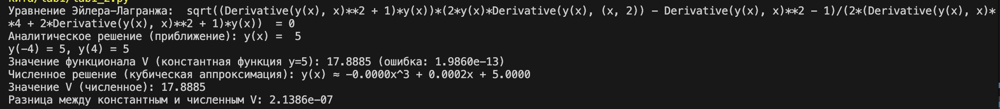 Уравнение Эйлера-Лагранжа:  sqrt((Derivative(y(x), x)**2 + 1)*y(x))*(2*y(x)*Derivative(y(x), (x, 2)) - Derivative(y(x), x)**2 - 1)/(2*(Derivative(y(x), x)*
*4 + 2*Derivative(y(x), x)**2 + 1)*y(x))  = 0
Аналитическое решение (приближение): y(x) =  5
y(-4) = 5, y(4) = 5
Значение функционала V (константная функция y=5): 17.8885 (ошибка: 1.9860e-13)
Численное решение (кубическая аппроксимация): y(x) ≈ -0.0000x^3 + 0.0002x + 5.0000
Значение V (численное): 17.8885
Разница между константным и численным V: 2.1386e-07